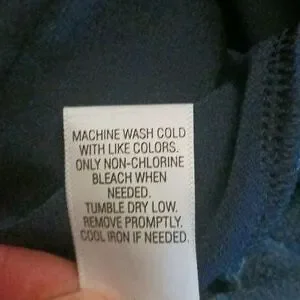 MACHINE WASH COLD
WITH LIKE COLORS.
ONLY NON-CHLORINE
BLEACH WHEN
NEEDED.
TUMBLE DRY LOW.
REMOVE PROMPTLY.
COOL IRON IF NEEDED.